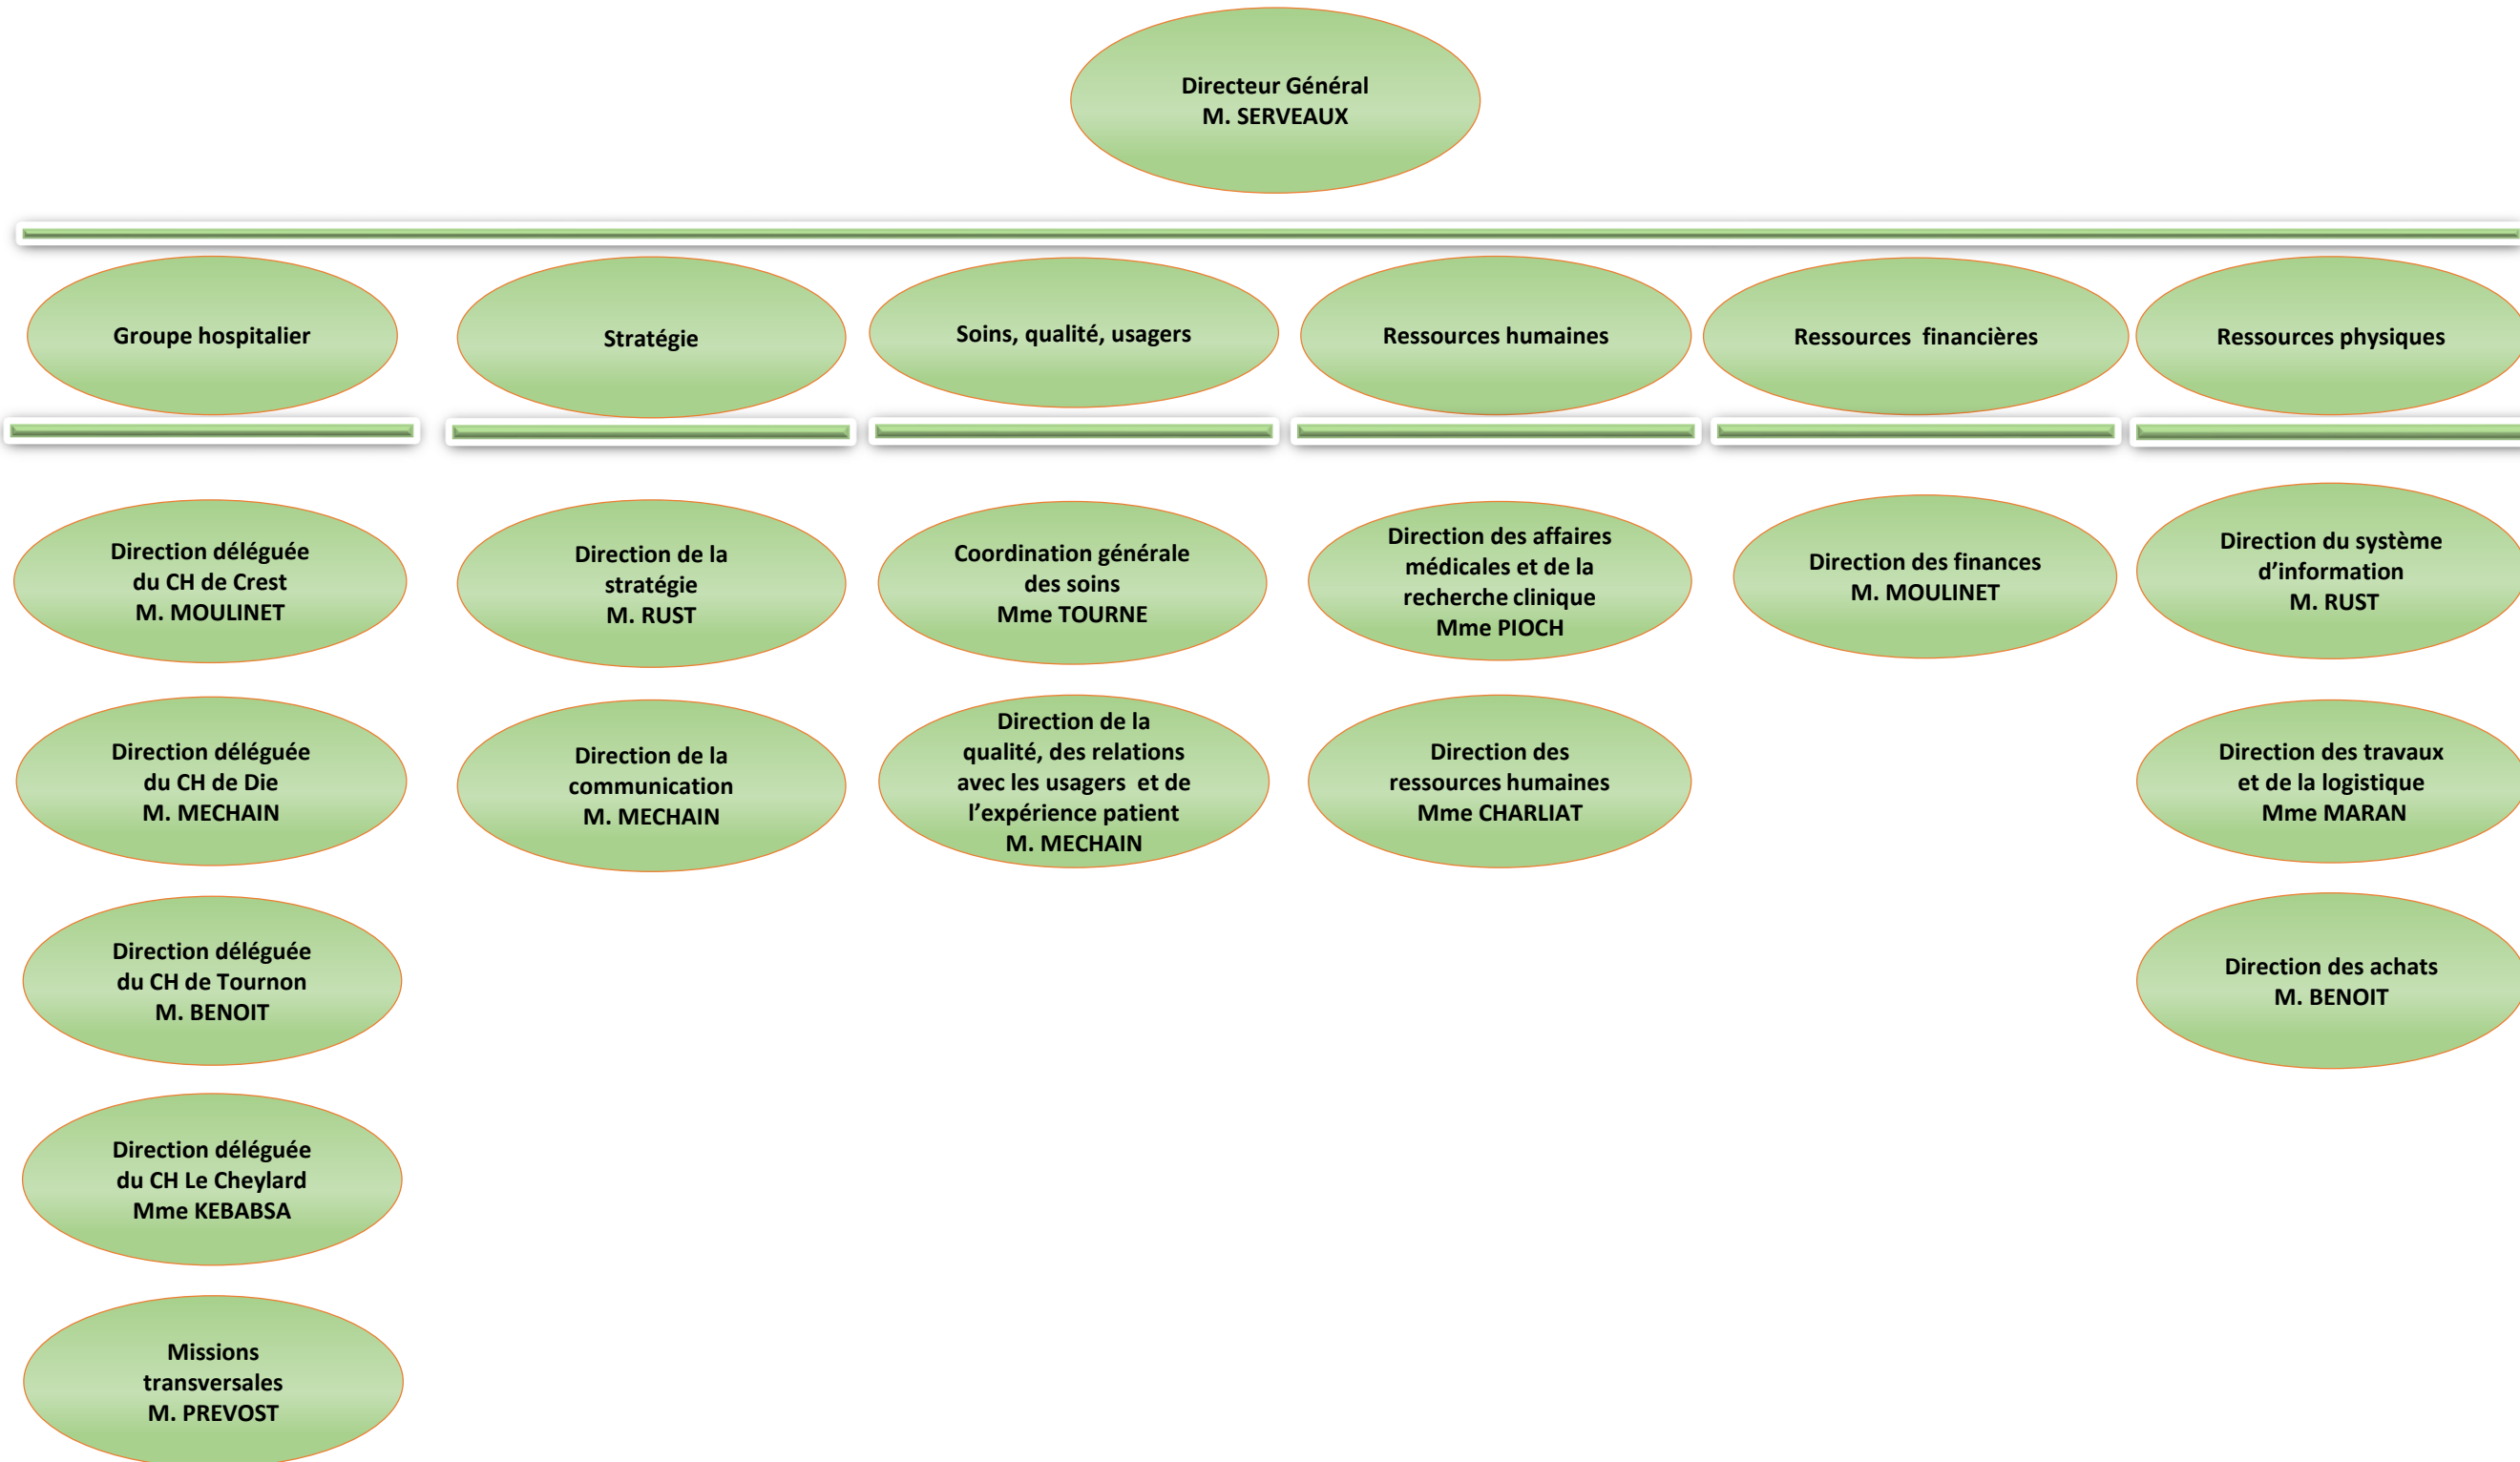 Directeur Général
M. SERVEAUX
Groupe hospitalier
Stratégie
Soins, qualité, usagers
Ressources humaines
Ressources  financières
Ressources physiques
Direction déléguée
du CH de Crest
M. MOULINET
Direction de la
stratégie
M. RUST
Coordination générale
des soins
Mme TOURNE
Direction des affaires
médicales et de la
recherche clinique
Mme PIOCH
Direction des finances
M. MOULINET
Direction du système
d’information
M. RUST
Direction déléguée
du CH de Die
M. MECHAIN
Direction de la
communication
M. MECHAIN
Direction de la
qualité, des relations
avec les usagers  et de
l’expérience patient
M. MECHAIN
Direction des
ressources humaines
Mme CHARLIAT
Direction des travaux
et de la logistique
Mme MARAN
Direction déléguée
du CH de Tournon
M. BENOIT
Direction des achats
M. BENOIT
Direction déléguée
du CH Le Cheylard
Mme KEBABSA
Missions
transversales
M. PREVOST